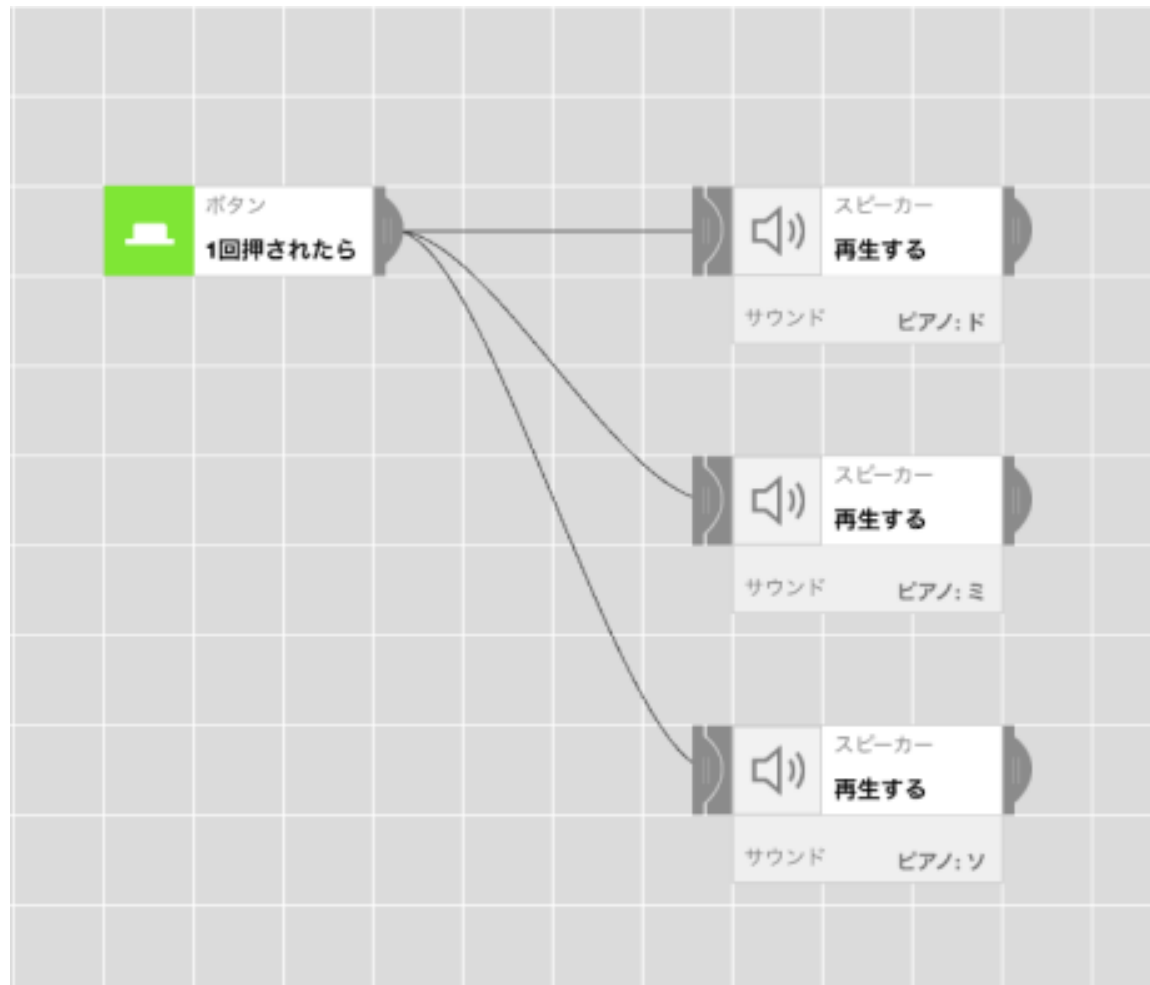 ボタン
1回押されたら
スピーカー
再生する
サウンド ピアノ: ド
スピーカー
再生する
サウンド ピアノ: ミ
スピーカー
再生する
サウンド ピアノ: ソ